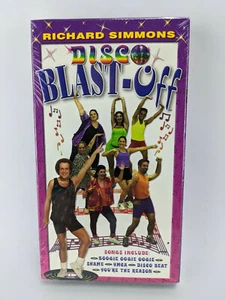 RICHARD SIMMONS
DISCO
BLAST-OFF
SONGS INCLUDE:
• BOOGIE OOGIE OOGIE
SHAME • YMCA • DISCO BEAT
• YOU'RE THE REASON •